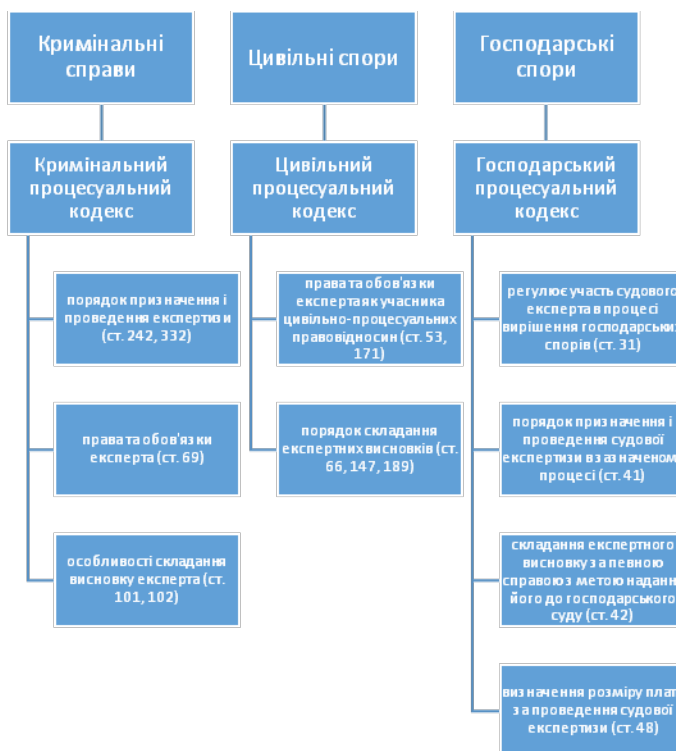 Кримінальні
справи
Цивільні спори
Господарські
спори
Кримінальний
процесуальний
кодекс
Цивільний
процесуальний
кодекс
Господарський
процесуальний
кодекс
порядок призначення і
проведення експертизи
(ст. 242, 332)
права та обов'язки
експерта (ст. 69)
особливості складання
висновку експерта (ст.
101, 102)
права та обов'язки
експерта як учасника
цивільно-процесуальних
правовідносин (ст. 53,
171)
порядок складання
експертних висновків (ст.
66, 147, 189)
регулює участь судового
експерта в процесі
вирішення господарських
спорів (ст. 31)
порядок призначення і
проведення судової
експертизи в зазначеном
процесі (ст. 41)
складання експертного
висновку за певною
справою з метою наданн
його до господарського
суду (ст. 42)
визначення розміру плат
за проведення судової
експертизи (ст. 48)